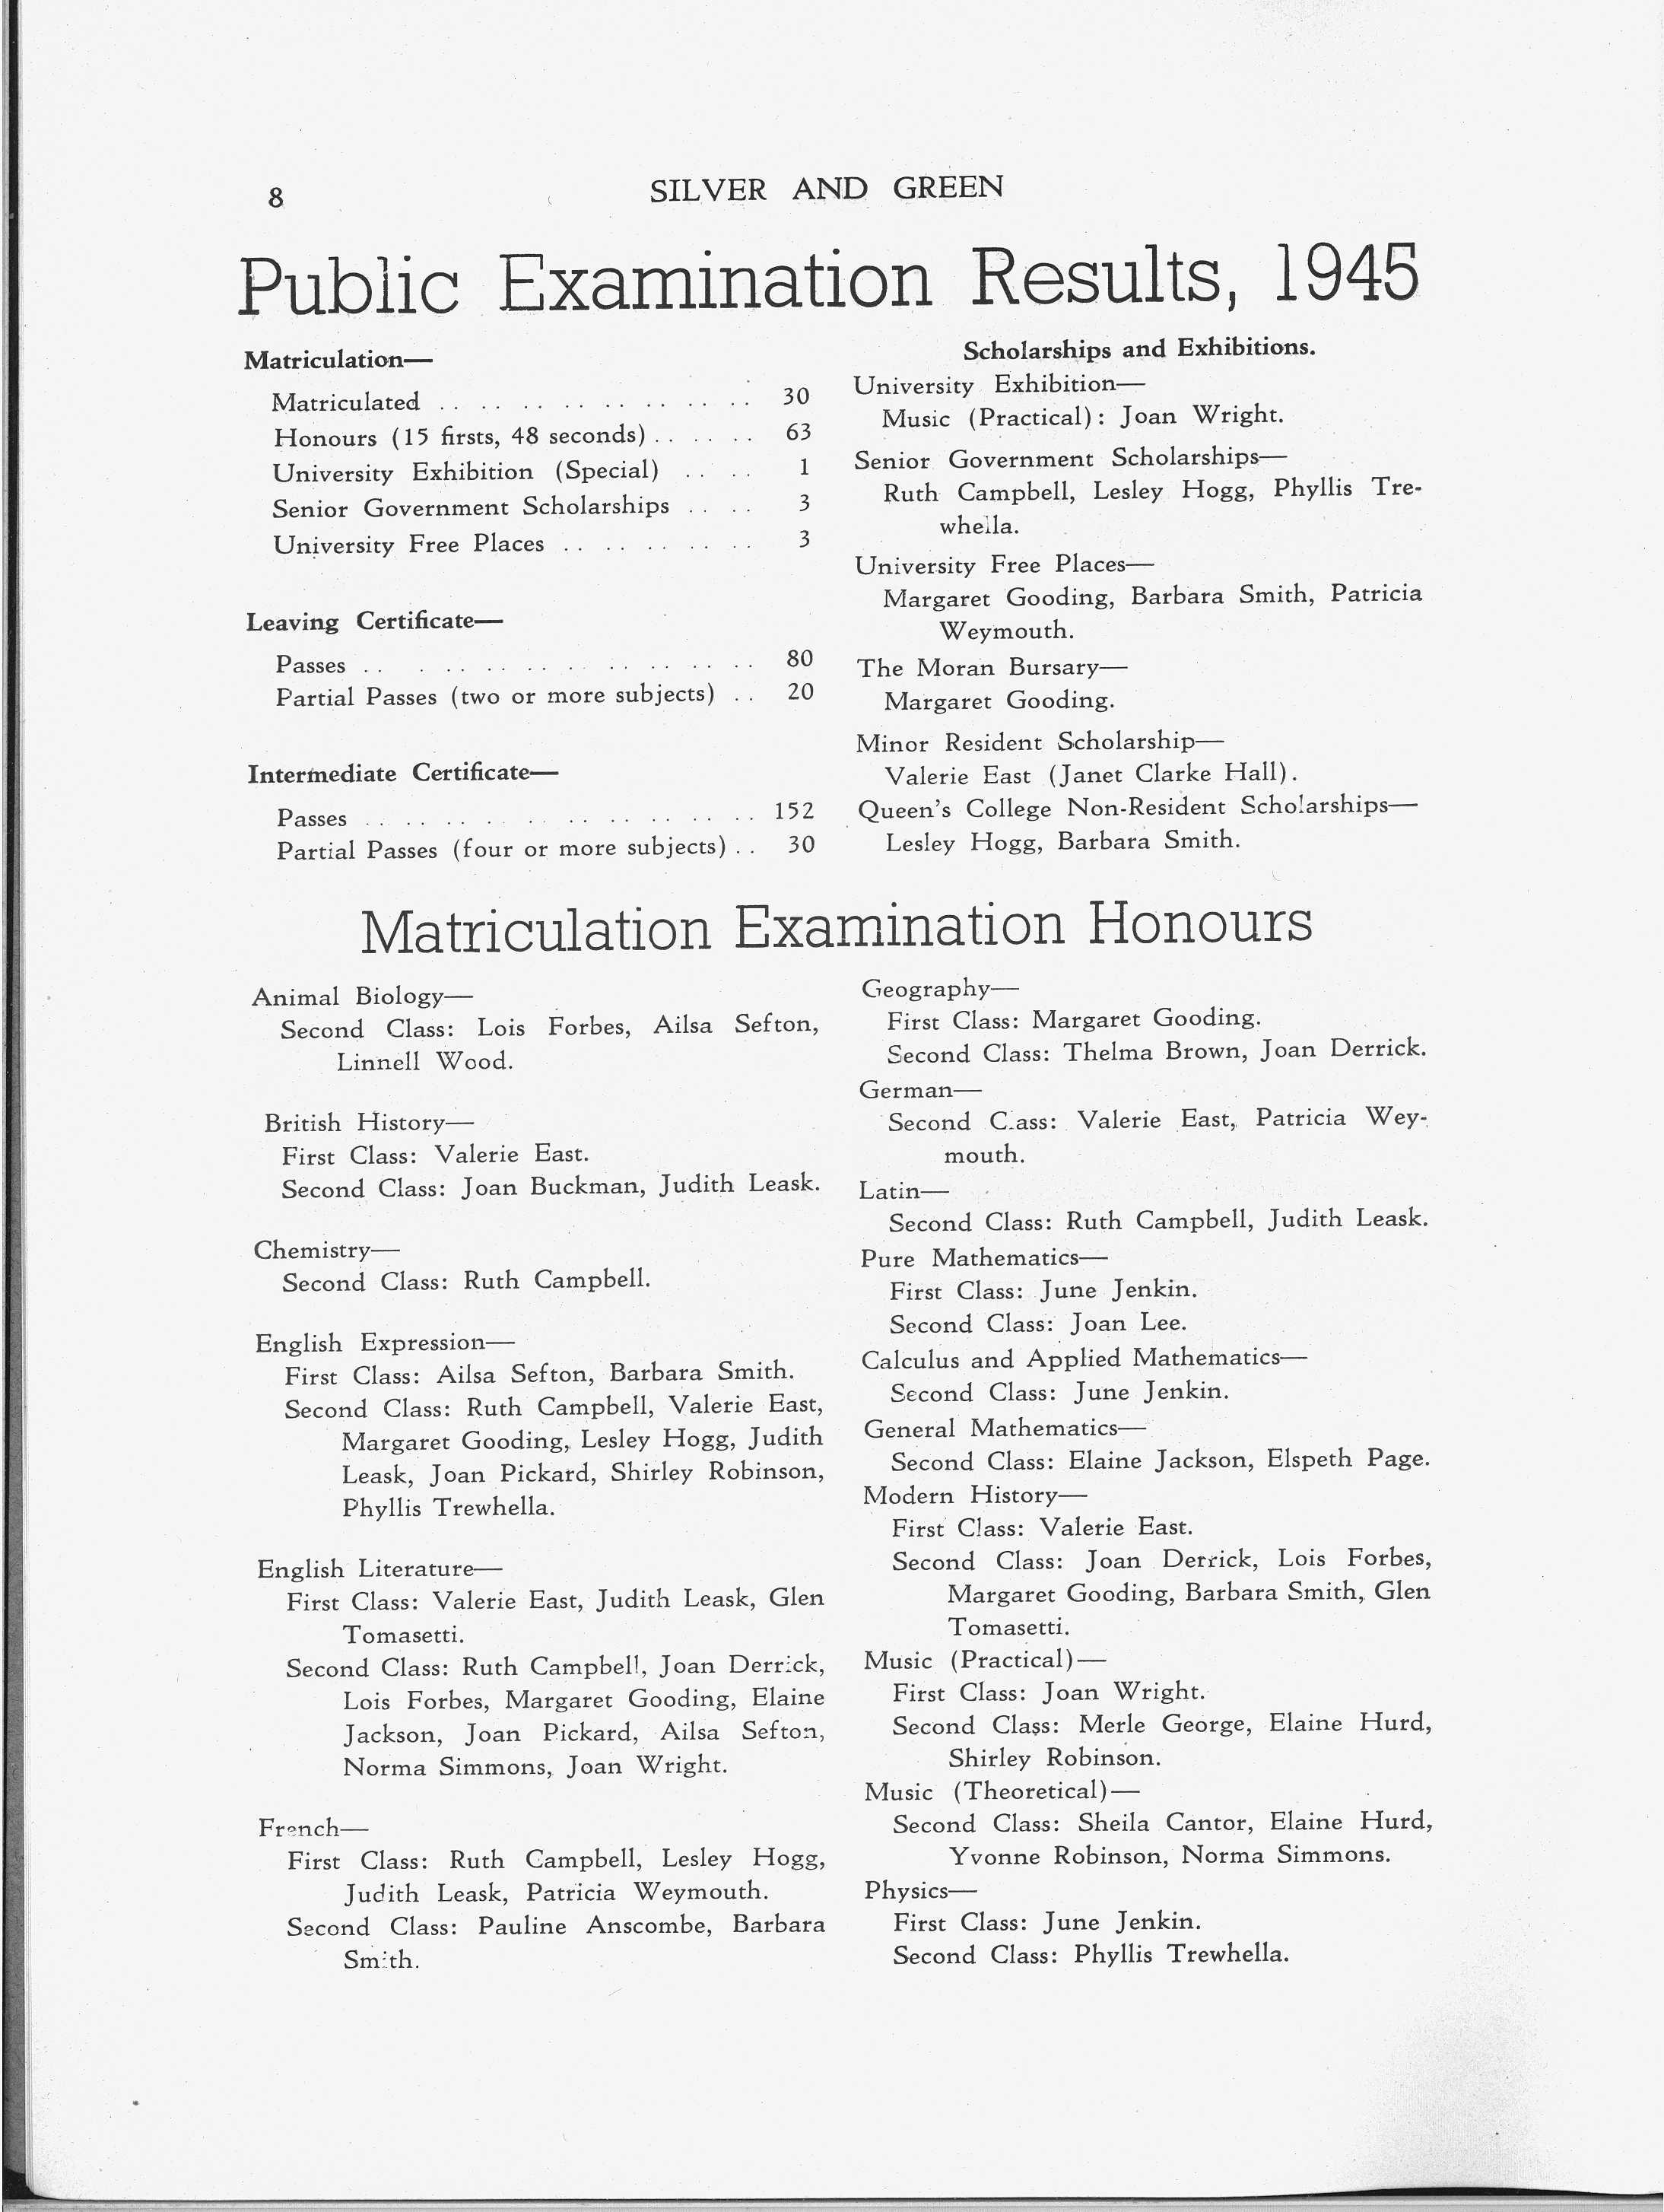 8
SILVER AND GREEN
Public Examination Results, 1945
Matriculation—
Matriculated . . . . . . . . . . . . . . . 30
Honours (15 firsts, 48 seconds) . . . . . . 63
University Exhibition (Special) . . . . 1
Senior Government Scholarships . . . . 3
University Free Places . . . . . . . . . . 3
Leaving Certificate—
Passes . . . . . . . . . . . . . . . . . . 80
Partial Passes (two or more subjects) . . 20
Intermediate Certificate—
Passes . . . . . . . . . . . . . . . . . . 152
Partial Passes (four or more subjects) . . 30
Scholarships and Exhibitions.
University Exhibition—
Music (Practical): Joan Wright.
Senior Government Scholarships—
Ruth Campbell, Lesley Hogg, Phyllis Tre-
whella.
University Free Places—
Margaret Gooding, Barbara Smith, Patricia
Weymouth.
The Moran Bursary—
Margaret Gooding.
Minor Resident Scholarship—
Valerie East (Janet Clarke Hall).
Queen's College Non-Resident Scholarships—
Lesley Hogg, Barbara Smith.
Matriculation Examination Honours
Animal Biology—
Second Class: Lois Forbes, Ailsa Sefton,
Linnell Wood.
British History—
First Class: Valerie East.
Second Class: Joan Buckman, Judith Leask.
Chemistry—
Second Class: Ruth Campbell.
English Expression—
First Class: Ailsa Sefton, Barbara Smith.
Second Class: Ruth Campbell, Valerie East,
Margaret Gooding, Lesley Hogg, Judith
Leask, Joan Pickard, Shirley Robinson,
Phyllis Trewhella.
English Literature—
First Class: Valerie East, Judith Leask, Glen
Tomasetti.
Second Class: Ruth Campbell, Joan Derrick,
Lois Forbes, Margaret Gooding, Elaine
Jackson, Joan Pickard, Ailsa Sefton,
Norma Simmons, Joan Wright.
French—
First Class: Ruth Campbell, Lesley Hogg,
Judith Leask, Patricia Weymouth.
Second Class: Pauline Anscombe, Barbara
Smith.
Geography—
First Class: Margaret Gooding.
Second Class: Thelma Brown, Joan Derrick.
German—
Second Class: Valerie East, Patricia Wey-
mouth.
Latin—
Second Class: Ruth Campbell, Judith Leask.
Pure Mathematics—
First Class: June Jenkin.
Second Class: Joan Lee.
Calculus and Applied Mathematics—
Second Class: June Jenkin.
General Mathematics—
Second Class: Elaine Jackson, Elspeth Page.
Modern History—
First Class: Valerie East.
Second Class: Joan Derrick, Lois Forbes,
Margaret Gooding, Barbara Smith, Glen
Tomasetti.
Music (Practical)—
First Class: Joan Wright.
Second Class: Merle George, Elaine Hurd,
Shirley Robinson.
Music (Theoretical)—
Second Class: Sheila Cantor, Elaine Hurd,
Yvonne Robinson, Norma Simmons.
Physics—
First Class: June Jenkin.
Second Class: Phyllis Trewhella.